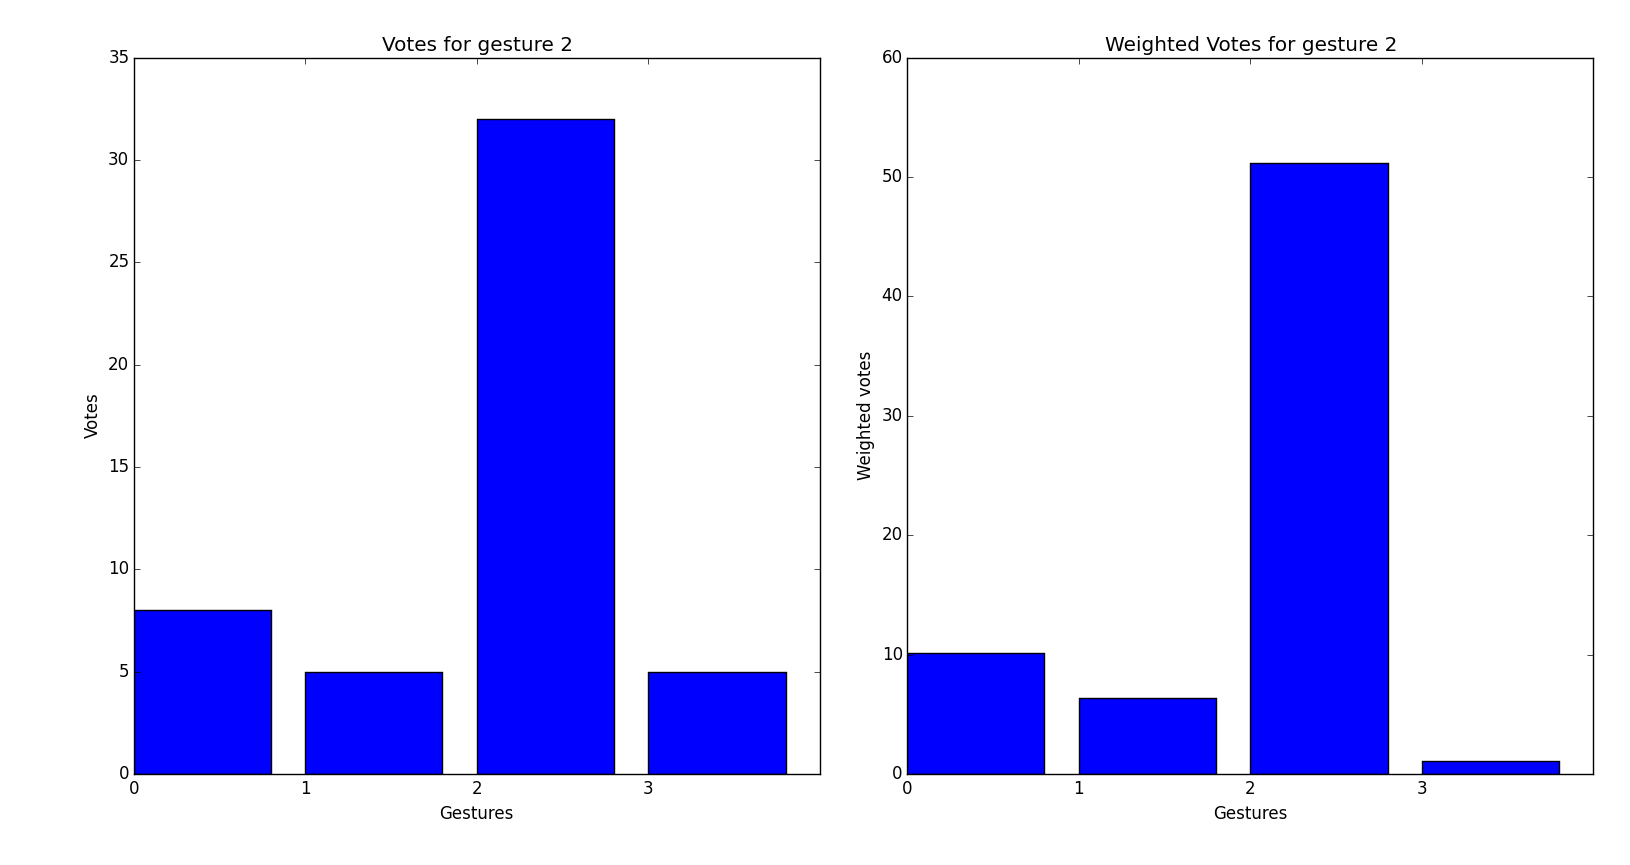 Votes for gesture 2
35
30
25
20
15
10
5
0
Votes
0 1 2 3
Gestures
Weighted Votes for gesture 2
60
50
40
30
20
10
0
Weighted votes
0 1 2 3
Gestures